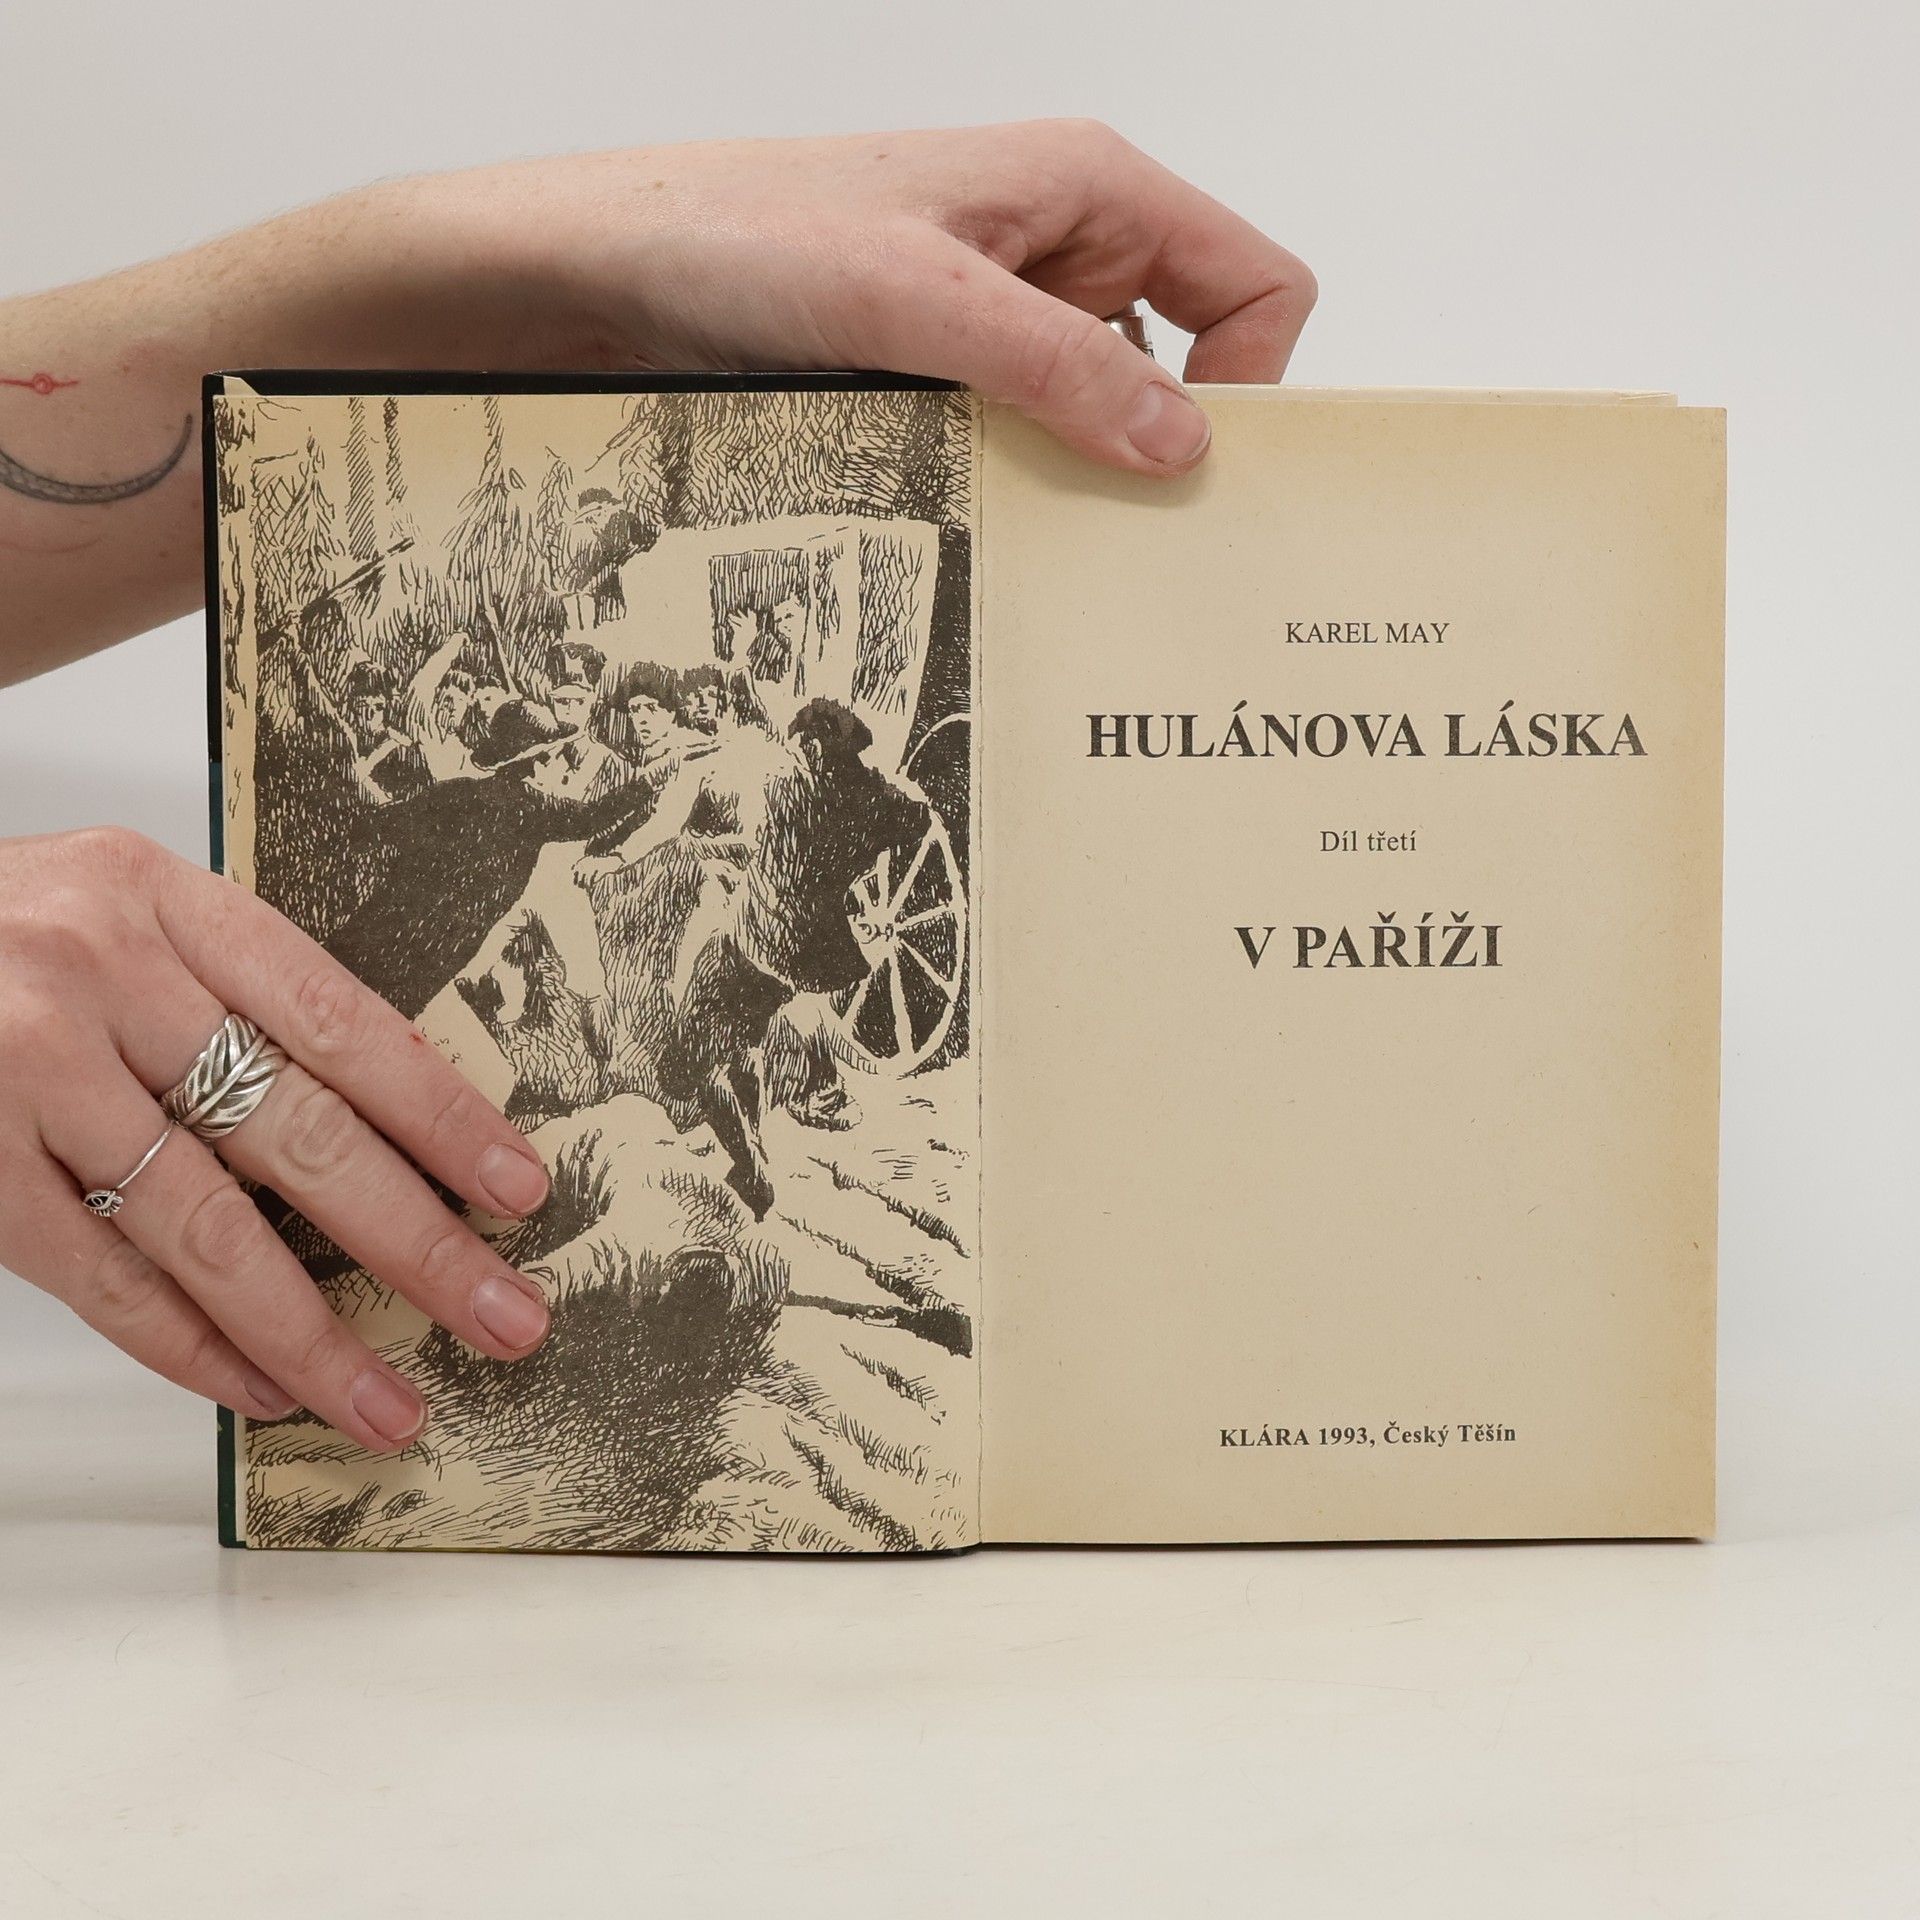 KAREL MAY
HULÁNOVA LÁSKA
Díl třetí
V PAŘÍŽI
KLÁRA 1993, Český Těšín